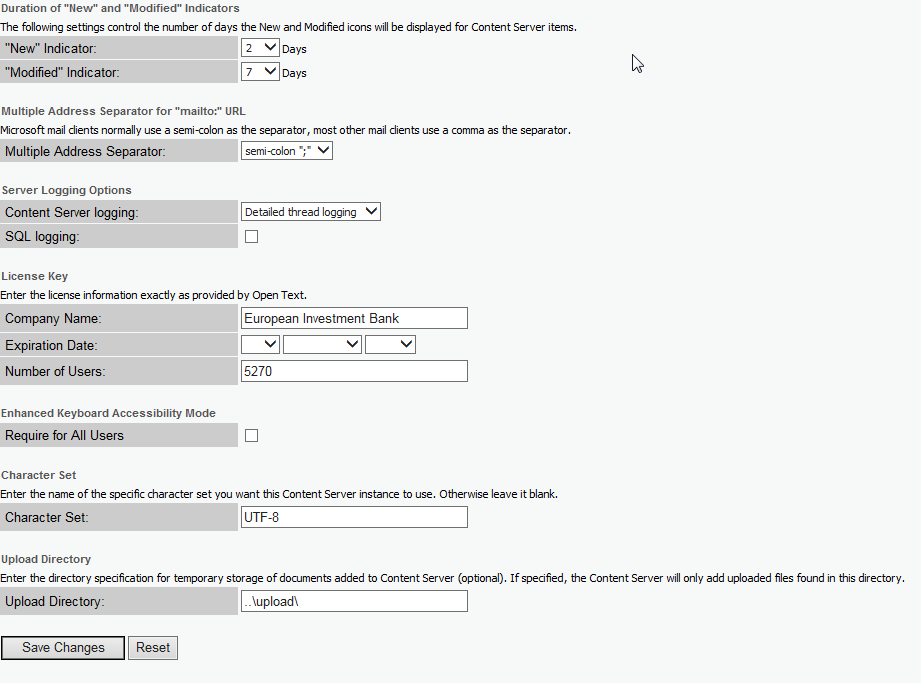 Duration of "New" and "Modified" Indicators
The following settings control the number of days the New and Modified icons will be displayed for Content Server items.
"New" Indicator: 2 Days
"Modified" Indicator: 7 Days
Multiple Address Separator for "mailto:" URL
Microsoft mail clients normally use a semi-colon as the separator, most other mail clients use a comma as the separator.
Multiple Address Separator: semi-colon ";"
Server Logging Options
Content Server logging: Detailed thread logging
SQL logging:
License Key
Enter the license information exactly as provided by Open Text.
Company Name: European Investment Bank
Expiration Date:
Number of Users: 5270
Enhanced Keyboard Accessibility Mode
Require for All Users
Character Set
Enter the name of the specific character set you want this Content Server instance to use. Otherwise leave it blank.
Character Set: UTF-8
Upload Directory
Enter the directory specification for temporary storage of documents added to Content Server (optional). If specified, the Content Server will only add uploaded files found in this directory.
Upload Directory: ..\upload\
Save Changes Reset